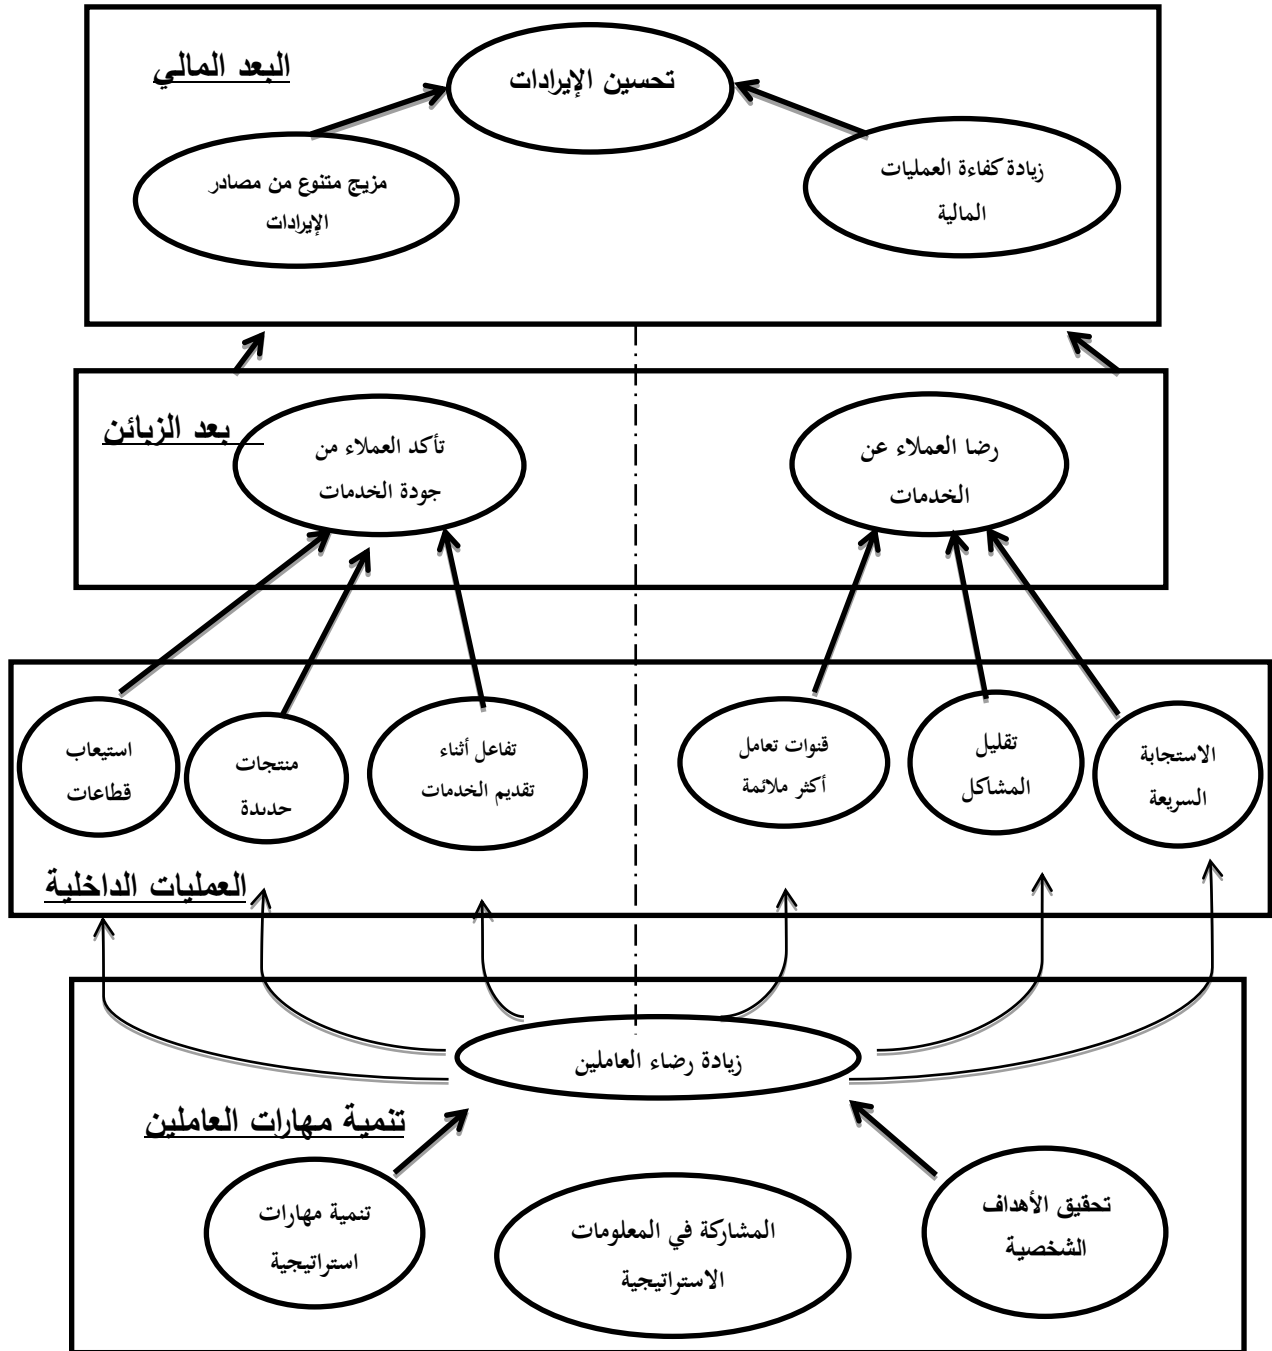 البعد المالي
تحسين الإيرادات
زيادة كفاءة العمليات
المالية
مزيج متنوع من مصادر
الإيرادات
بعد الزبائن
رضا العملاء عن
الخدمات
تأكد العملاء من
جودة الخدمات
الاستجابة
السريعة
تقليل
المشاكل
قنوات تعامل
أكثر ملائمة
تفاعل أثناء
تقديم الخدمات
منتجات
جديدة
استيعاب
قطاعات
العمليات الداخلية
زيادة رضاء العاملين
تنمية مهارات العاملين
تحقيق الأهداف
الشخصية
المشاركة في المعلومات
الاستراتيجية
تنمية مهارات
استراتيجية